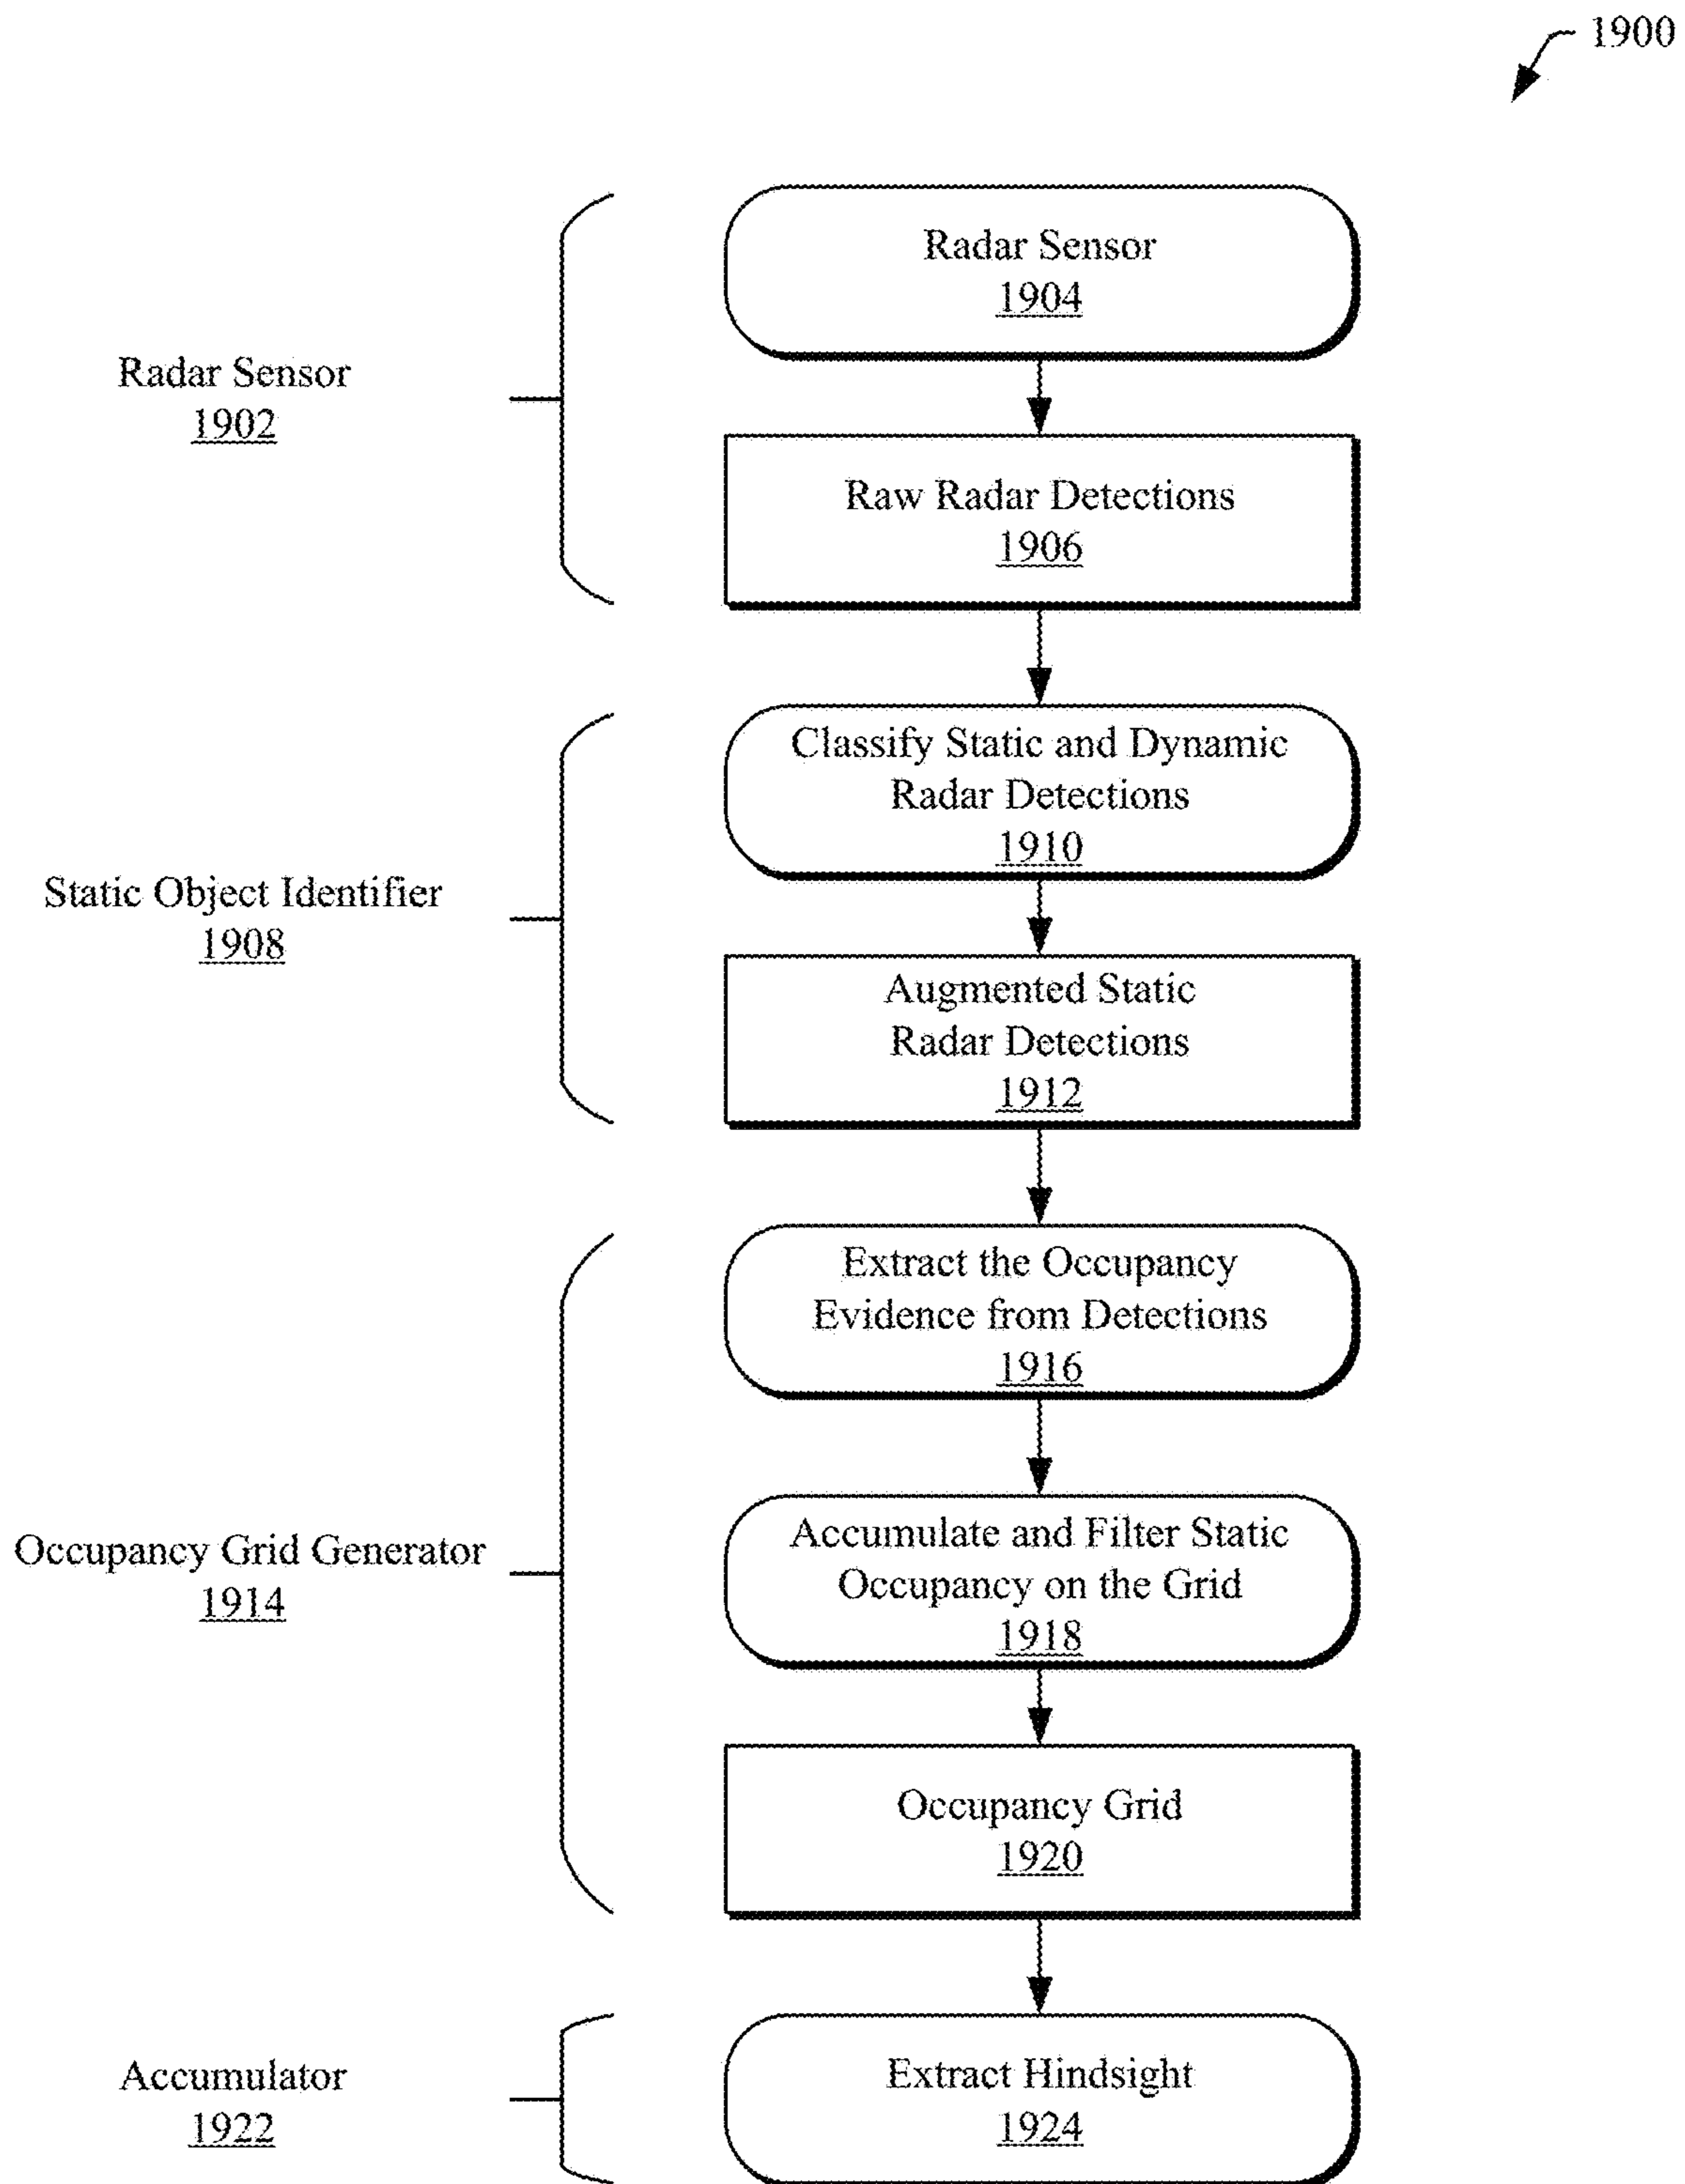 1900
Radar Sensor
1904
Radar Sensor
1902
Raw Radar Detections
1906
Classify Static and Dynamic
Radar Detections
1910
Static Object Identifier
1908
Augmented Static
Radar Detections
1912
Extract the Occupancy
Evidence from Detections
1916
Accumulate and Filter Static
Occupancy on the Grid
1918
Occupancy Grid Generator
1914
Occupancy Grid
1920
Accumulator
1922
Extract Hindsight
1924